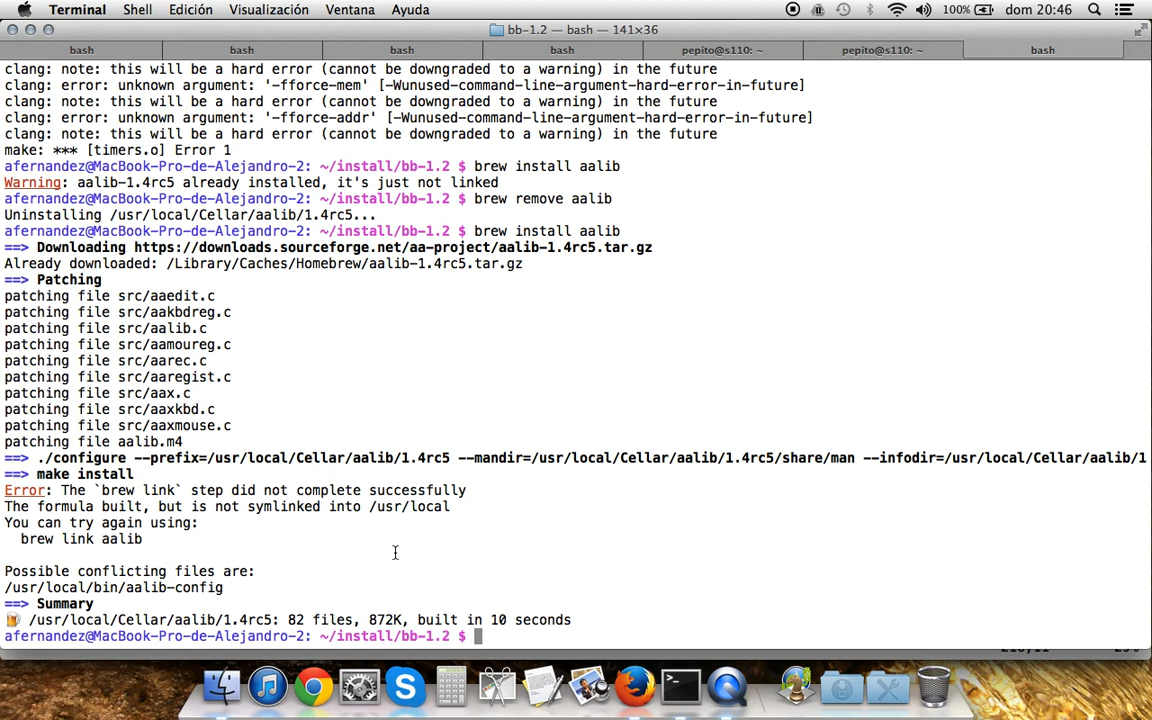 Terminal Shell Edición Visualización Ventana Ayuda 100% dom 20:46
bb-1.2 — bash — 141×36
bash bash bash bash pepito@s110: ~ pepito@s110: ~ bash
clang: note: this will be a hard error (cannot be downgraded to a warning) in the future
clang: error: unknown argument: '-fforce-mem' [-Wunused-command-line-argument-hard-error-in-future]
clang: note: this will be a hard error (cannot be downgraded to a warning) in the future
clang: error: unknown argument: '-fforce-addr' [-Wunused-command-line-argument-hard-error-in-future]
clang: note: this will be a hard error (cannot be downgraded to a warning) in the future
make: *** [timers.o] Error 1
afernandez@MacBook-Pro-de-Alejandro-2: ~/install/bb-1.2 $ brew install aalib
Warning: aalib-1.4rc5 already installed, it's just not linked
afernandez@MacBook-Pro-de-Alejandro-2: ~/install/bb-1.2 $ brew remove aalib
Uninstalling /usr/local/Cellar/aalib/1.4rc5...
afernandez@MacBook-Pro-de-Alejandro-2: ~/install/bb-1.2 $ brew install aalib
==> Downloading https://downloads.sourceforge.net/aa-project/aalib-1.4rc5.tar.gz
Already downloaded: /Library/Caches/Homebrew/aalib-1.4rc5.tar.gz
==> Patching
patching file src/aaedit.c
patching file src/aakbdreg.c
patching file src/aalib.c
patching file src/aamoureg.c
patching file src/aarec.c
patching file src/aaregist.c
patching file src/aax.c
patching file src/aaxkbd.c
patching file src/aaxmouse.c
patching file aalib.m4
==> ./configure --prefix=/usr/local/Cellar/aalib/1.4rc5 --mandir=/usr/local/Cellar/aalib/1.4rc5/share/man --infodir=/usr/local/Cellar/aalib/1
==> make install
Error: The `brew link` step did not complete successfully
The formula built, but is not symlinked into /usr/local
You can try again using:
  brew link aalib
Possible conflicting files are:
/usr/local/bin/aalib-config
==> Summary
🍺 /usr/local/Cellar/aalib/1.4rc5: 82 files, 872K, built in 10 seconds
afernandez@MacBook-Pro-de-Alejandro-2: ~/install/bb-1.2 $